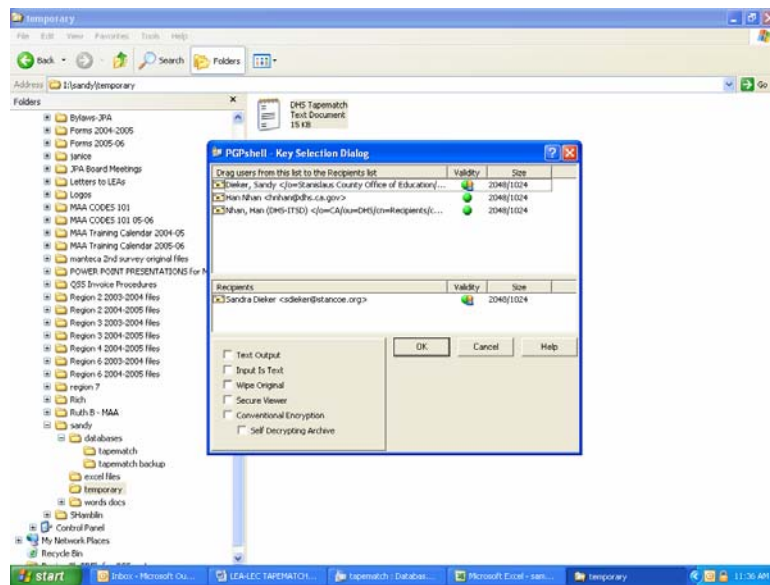 temporary
File Edit View Favorites Tools Help
Back Search Folders
Address I:\sandy\temporary Go
Folders
Bylaws-JPA
Forms 2004-2005
Forms 2005-06
janice
JPA Board Meetings
Letters to LEAs
Logos
MAA CODES 101
MAA CODES 101 05-06
MAA Training Calendar 2004-05
MAA Training Calendar 2005-06
manteca 2nd survey original files
POWER POINT PRESENTATIONS for M
QSS Invoice Procedures
Region 2 2003-2004 files
Region 2 2004-2005 files
Region 3 2003-2004 files
Region 3 2004-2005 files
Region 4 2004-2005 files
Region 6 2003-2004 files
Region 6 2004-2005 files
region 7
Rich
Ruth B - MAA
sandy
databases
tapematch
tapematch backup
excel files
temporary
words docs
SHamblin
Control Panel
My Network Places
Recycle Bin
DHS Tapematch
Text Document
15 KB
PGPshell - Key Selection Dialog
Drag users from this list to the Recipients list Validity Size
Dieker, Sandy </o=Stanislaus County Office of Education/... 2048/1024
Han Nhan <hnhan@dhs.ca.gov> 2048/1024
Nhan, Han (DHS-ITSD) </o=CA/ou=DHS/cn=Recipients/c... 2048/1024
Recipients Validity Size
Sandra Dieker <sdieker@stancoe.org> 2048/1024
Text Output
Input Is Text
Wipe Original
Secure Viewer
Conventional Encryption
Self Decrypting Archive
OK Cancel Help
start Inbox - Microsoft Ou... LEA-LEC TAPEMATCH... tapematch : Databas... Microsoft Excel - sam... temporary 11:36 AM